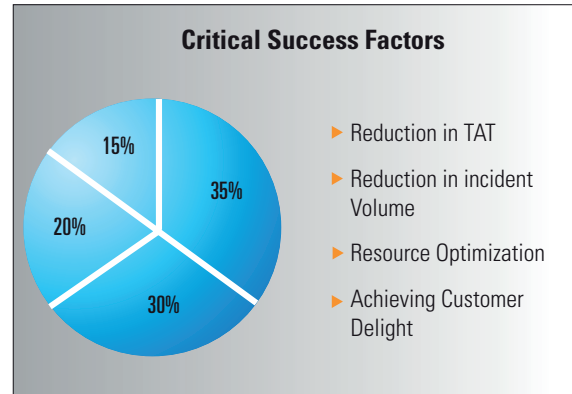 Critical Success Factors
15%
35%
20%
30%
Reduction in TAT
Reduction in incident
Volume
Resource Optimization
Achieving Customer
Delight